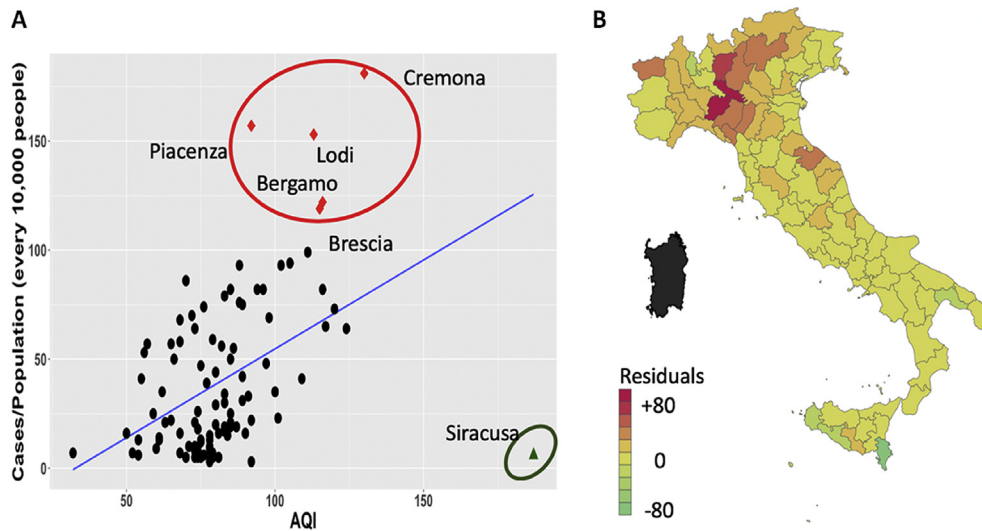 A
Cases/Population (every 10,000 people)
150
100
50
0
50
100
150
AQI
Cremona
Piacenza
Lodi
Bergamo
Brescia
Siracusa
B
Residuals
+80
0
-80